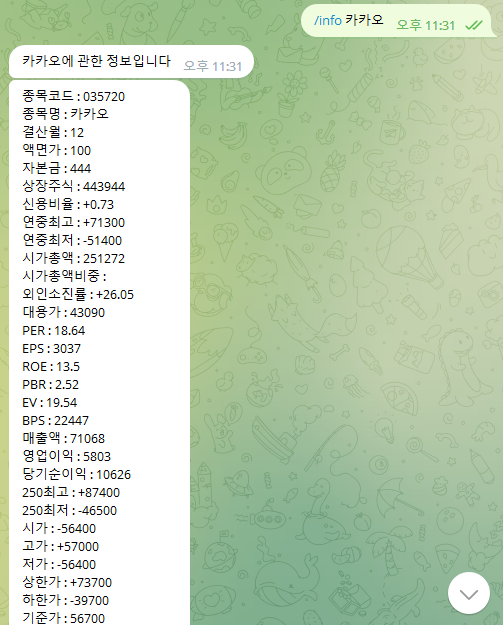 /info 카카오 오후 11:31
카카오에 관한 정보입니다 오후 11:31
종목코드 : 035720
종목명 : 카카오
결산월 : 12
액면가 : 100
자본금 : 444
상장주식 : 443944
신용비율 : +0.73
연중최고 : +71300
연중최저 : -51400
시가총액 : 251272
시가총액비중 :
외인소진률 : +26.05
대용가 : 43090
PER : 18.64
EPS : 3037
ROE : 13.5
PBR : 2.52
EV : 19.54
BPS : 22447
매출액 : 71068
영업이익 : 5803
당기순이익 : 10626
250최고 : +87400
250최저 : -46500
시가 : -56400
고가 : +57000
저가 : -56400
상한가 : +73700
하한가 : -39700
기준가 : 56700